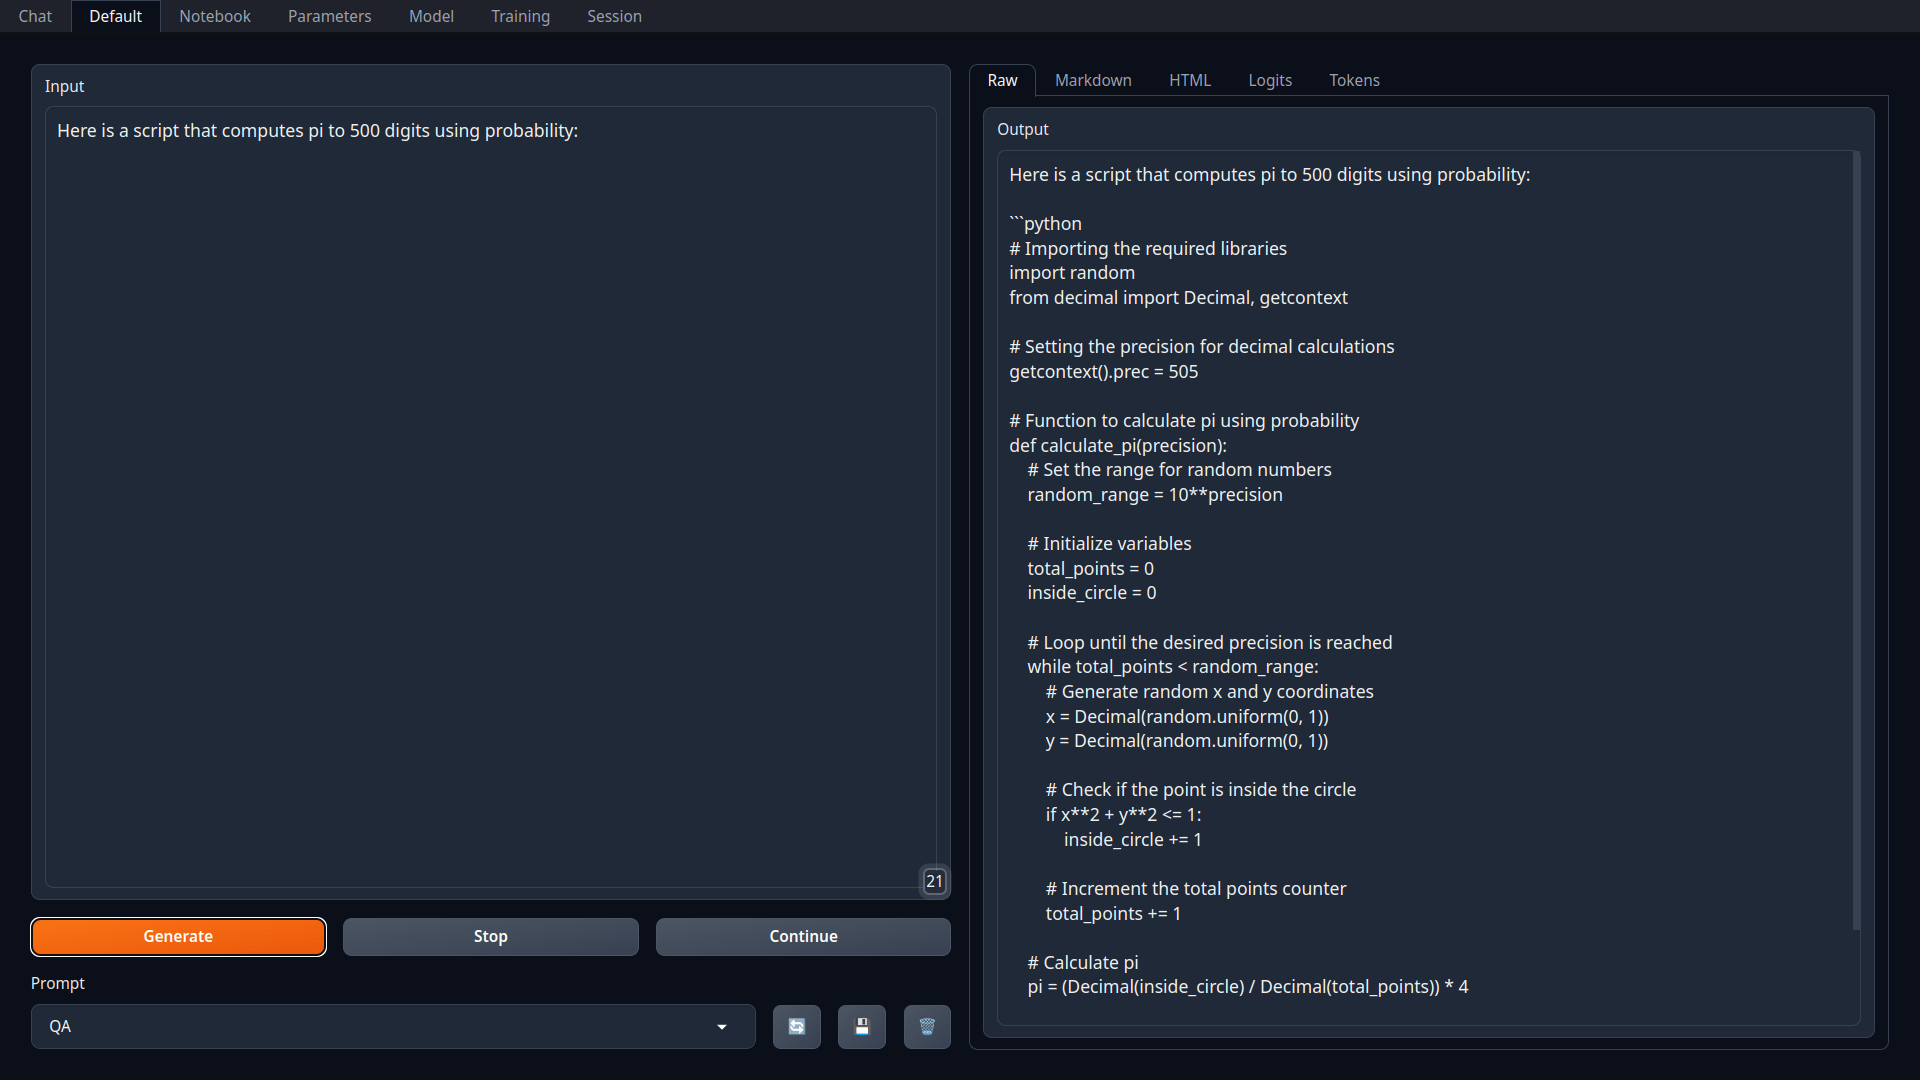 Chat Default Notebook Parameters Model Training Session
Input
Here is a script that computes pi to 500 digits using probability:
21
Generate Stop Continue
Prompt
QA
Raw Markdown HTML Logits Tokens
Output
Here is a script that computes pi to 500 digits using probability:
```python
# Importing the required libraries
import random
from decimal import Decimal, getcontext
# Setting the precision for decimal calculations
getcontext().prec = 505
# Function to calculate pi using probability
def calculate_pi(precision):
    # Set the range for random numbers
    random_range = 10**precision
    # Initialize variables
    total_points = 0
    inside_circle = 0
    # Loop until the desired precision is reached
    while total_points < random_range:
        # Generate random x and y coordinates
        x = Decimal(random.uniform(0, 1))
        y = Decimal(random.uniform(0, 1))
        # Check if the point is inside the circle
        if x**2 + y**2 <= 1:
            inside_circle += 1
        # Increment the total points counter
        total_points += 1
    # Calculate pi
    pi = (Decimal(inside_circle) / Decimal(total_points)) * 4